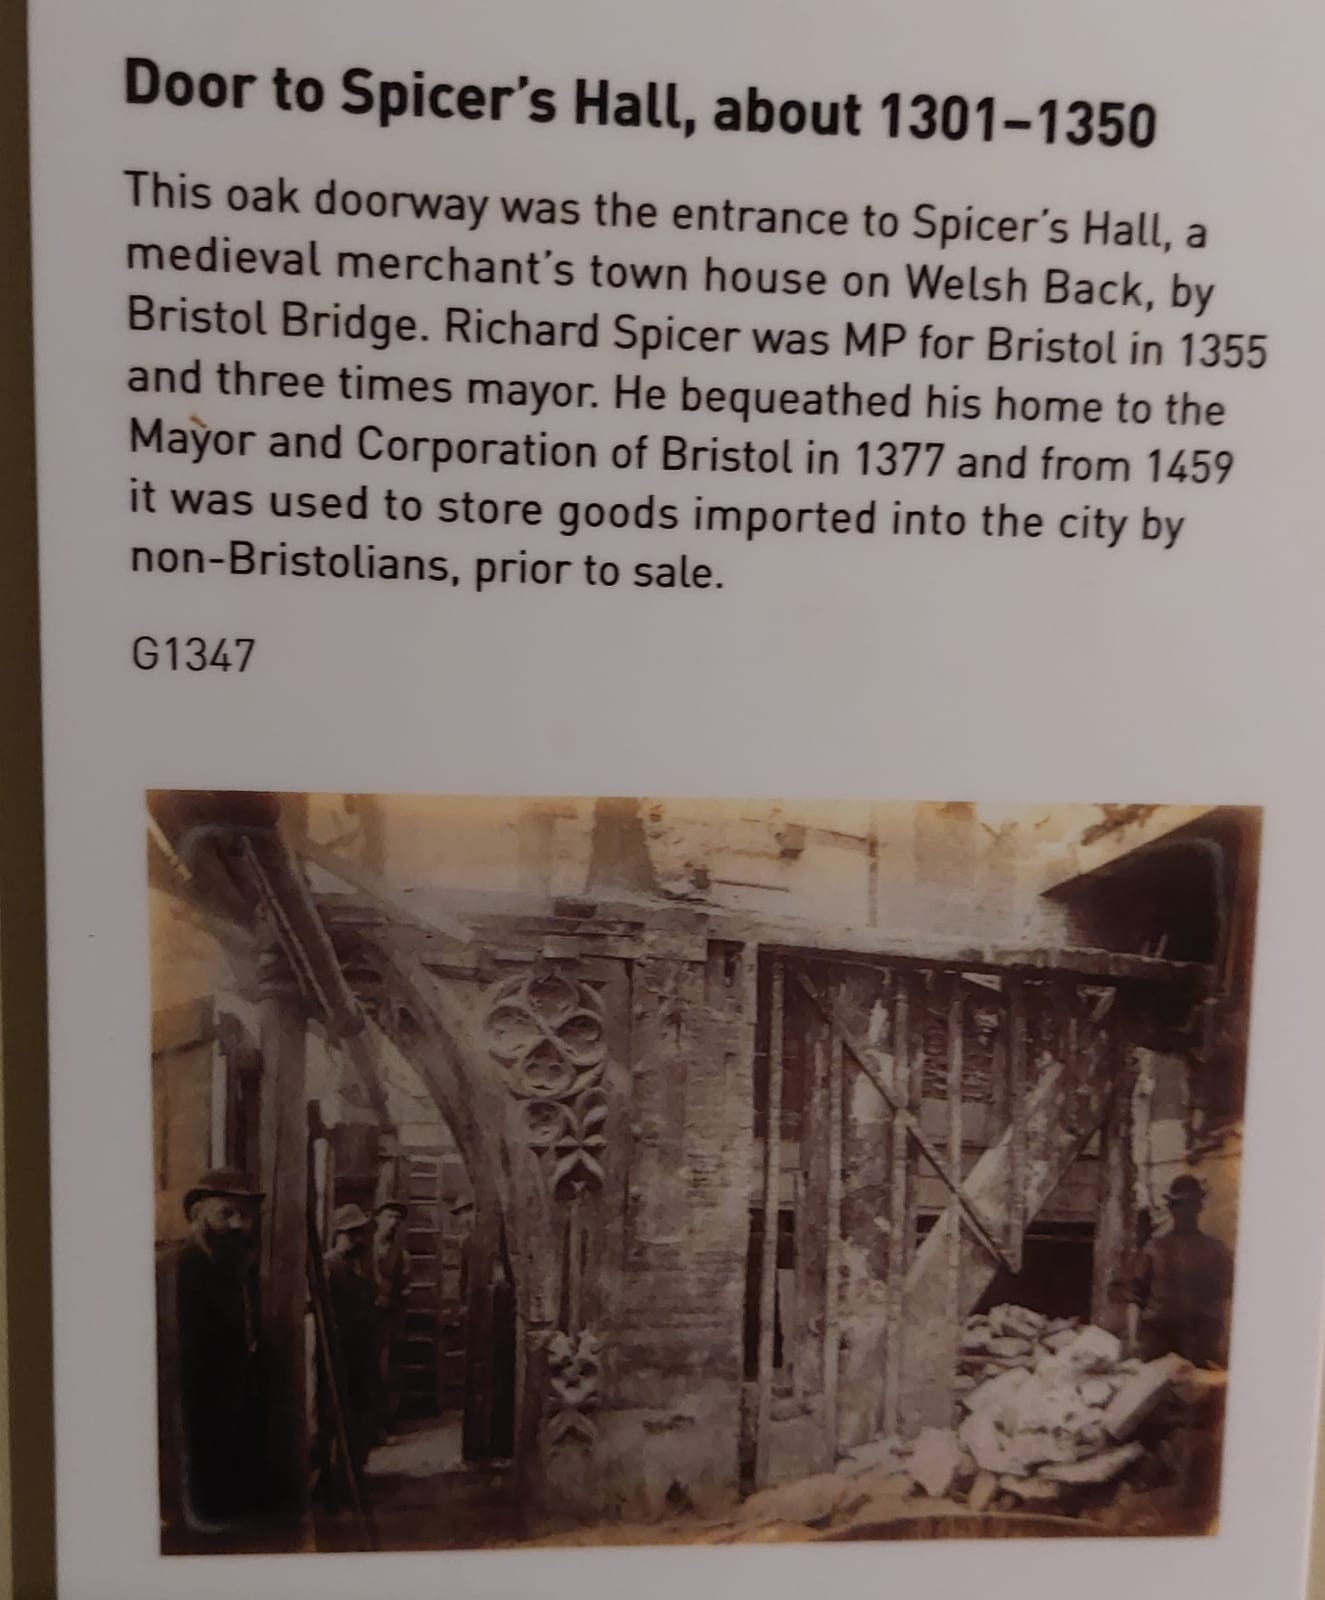 Door to Spicer's Hall, about 1301–1350
This oak doorway was the entrance to Spicer's Hall, a
medieval merchant's town house on Welsh Back, by
Bristol Bridge. Richard Spicer was MP for Bristol in 1355
and three times mayor. He bequeathed his home to the
Mayor and Corporation of Bristol in 1377 and from 1459
it was used to store goods imported into the city by
non-Bristolians, prior to sale.
G1347